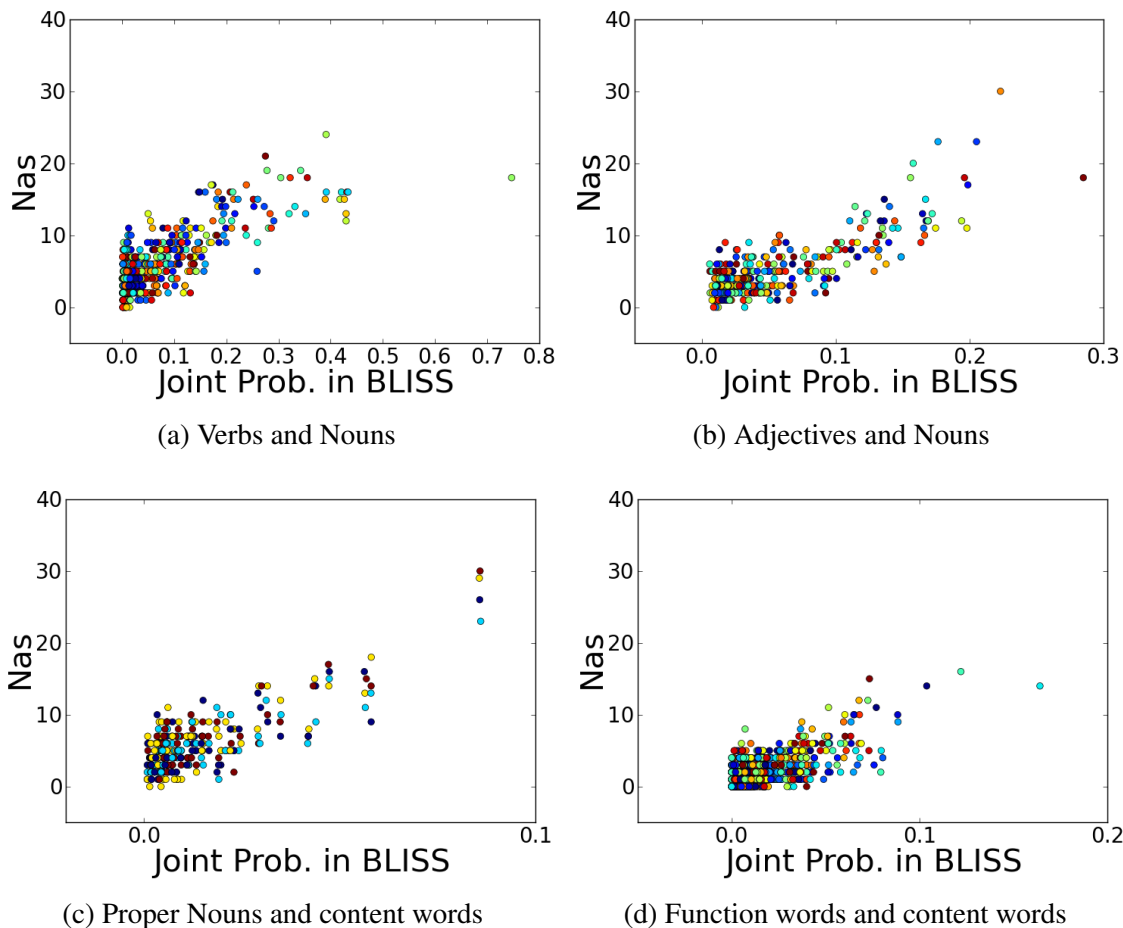 40
30
20
10
0
Nas
0.0 0.1 0.2 0.3 0.4 0.5 0.6 0.7 0.8
Joint Prob. in BLISS
(a) Verbs and Nouns
40
30
20
10
0
Nas
0.0 0.1 0.2 0.3
Joint Prob. in BLISS
(b) Adjectives and Nouns
40
30
20
10
0
Nas
0.0 0.1
Joint Prob. in BLISS
(c) Proper Nouns and content words
40
30
20
10
0
Nas
0.0 0.1 0.2
Joint Prob. in BLISS
(d) Function words and content words